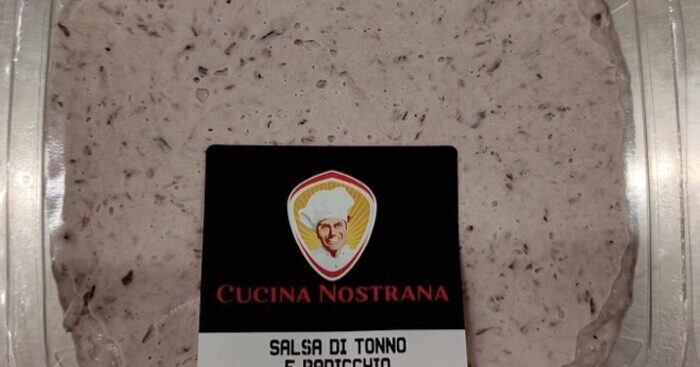 CUCINA NOSTRANA
SALSA DI TONNO
E RADICCHIO